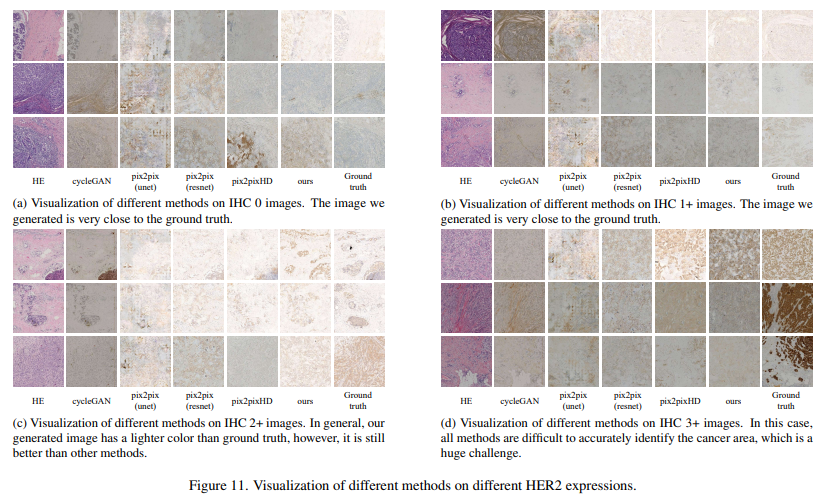 HE cycleGAN pix2pix (unet) pix2pix (resnet) pix2pixHD ours Ground truth
(a) Visualization of different methods on IHC 0 images. The image we
generated is very close to the ground truth.
HE cycleGAN pix2pix (unet) pix2pix (resnet) pix2pixHD ours Ground truth
(b) Visualization of different methods on IHC 1+ images. The image we
generated is very close to the ground truth.
HE cycleGAN pix2pix (unet) pix2pix (resnet) pix2pixHD ours Ground truth
(c) Visualization of different methods on IHC 2+ images. In general, our
generated image has a lighter color than ground truth, however, it is still
better than other methods.
HE cycleGAN pix2pix (unet) pix2pix (resnet) pix2pixHD ours Ground truth
(d) Visualization of different methods on IHC 3+ images. In this case,
all methods are difficult to accurately identify the cancer area, which is a
huge challenge.
Figure 11. Visualization of different methods on different HER2 expressions.